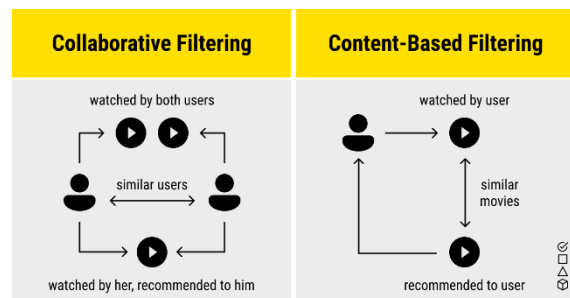 Collaborative Filtering
watched by both users
similar users
watched by her, recommended to him
Content-Based Filtering
watched by user
similar
movies
recommended to user